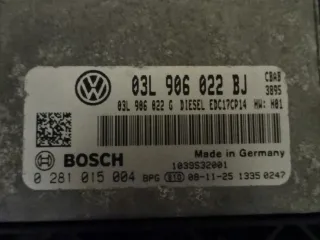 03L 906 022 BJ CBAB
3895
03L 906 022 G DIESEL EDC17CP14 HW: H01
Made in Germany
BOSCH 1039S32001
0 281 015 004 BPG 08-11-25 1335 0247